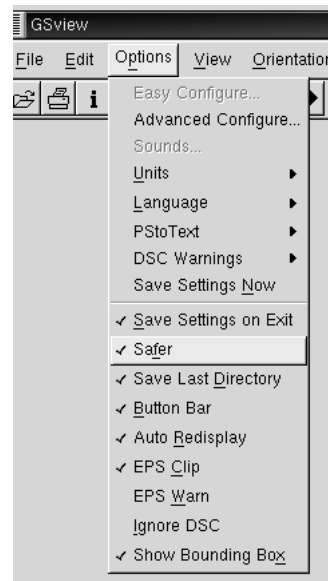 GSview
File Edit Options View Orientation
i
Easy Configure...
Advanced Configure...
Sounds...
Units
Language
PStoText
DSC Warnings
Save Settings Now
Save Settings on Exit
Safer
Save Last Directory
Button Bar
Auto Redisplay
EPS Clip
EPS Warn
Ignore DSC
Show Bounding Box